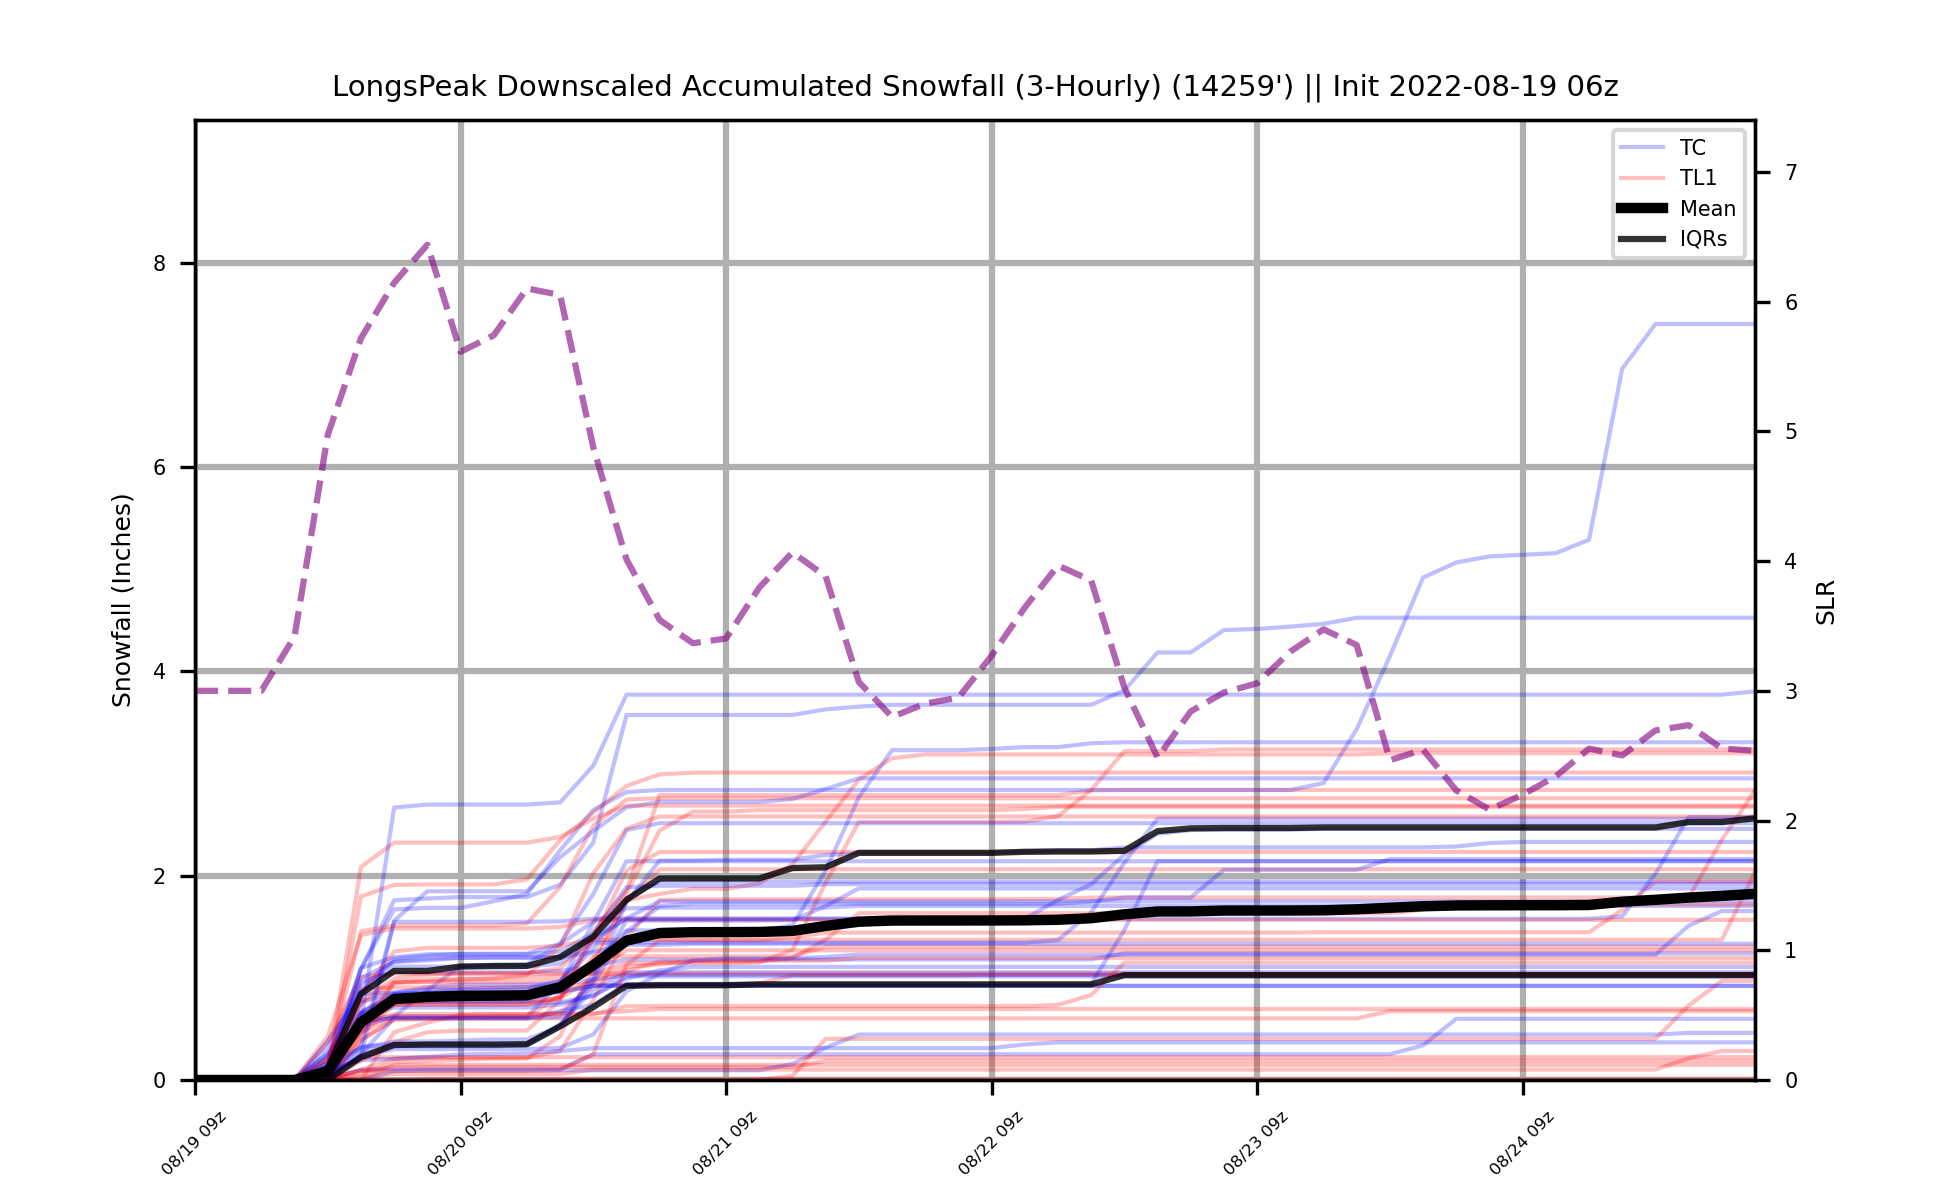 LongsPeak Downscaled Accumulated Snowfall (3-Hourly) (14259') || Init 2022-08-19 06z
TC
TL1
Mean
IQRs
Snowfall (Inches)
8
6
4
2
0
7
6
5
4
3
2
1
0
SLR
08/19 09z
08/20 09z
08/21 09z
08/22 09z
08/23 09z
08/24 09z